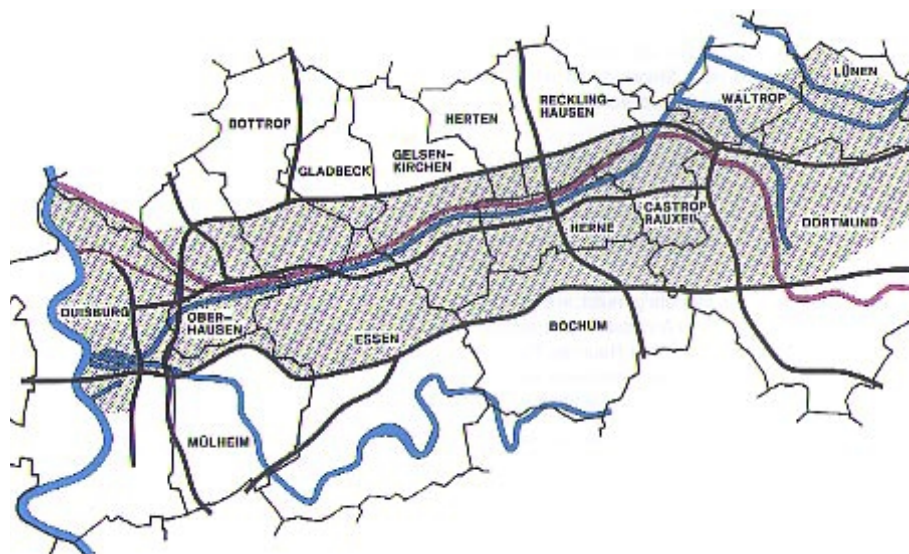 LÜNEN
WALTROP
RECKLING-
HAUSEN
HERTEN
BOTTROP
GELSEN-
KIRCHEN
GLADBECK
CASTROP
RAUXEL
HERNE
DORTMUND
DUISBURG
OBER-
HAUSEN
ESSEN
BOCHUM
MÜLHEIM